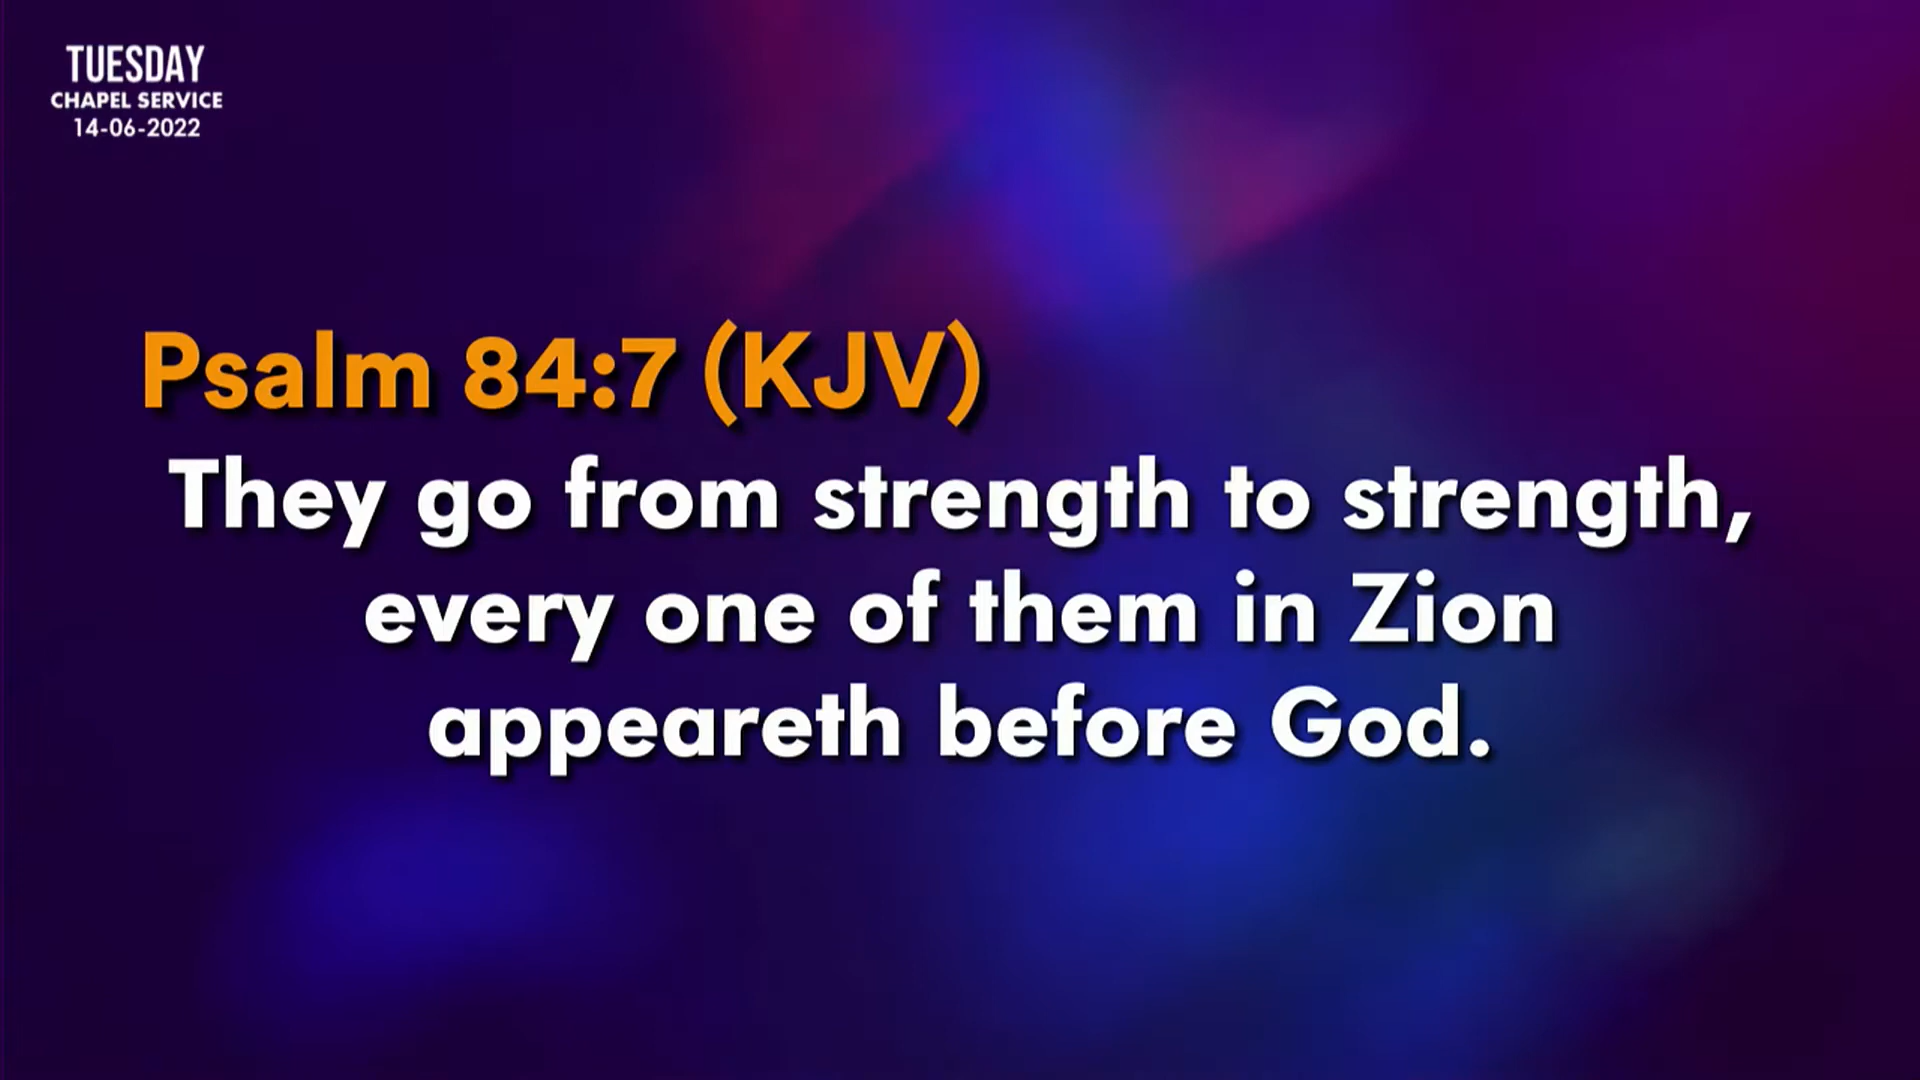 TUESDAY
CHAPEL SERVICE
14-06-2022
Psalm 84:7 (KJV)
They go from strength to strength,
every one of them in Zion
appeareth before God.